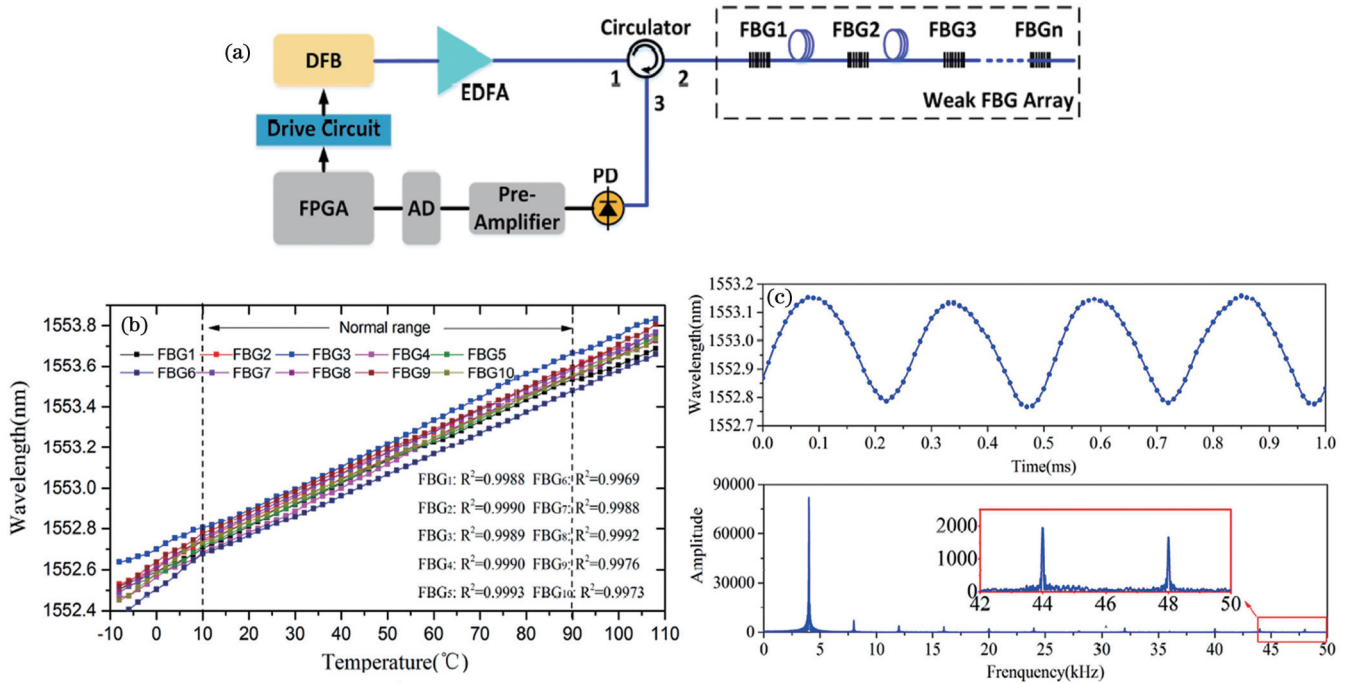 (a)
DFB
EDFA
Circulator
1
2
3
FBG1
FBG2
FBG3
FBGn
Weak FBG Array
Drive Circuit
FPGA
AD
Pre-
Amplifier
PD
(b)
Normal range
FBG1 FBG2 FBG3 FBG4 FBG5
FBG6 FBG7 FBG8 FBG9 FBG10
FBG1: R²=0.9988 FBG6: R²=0.9969
FBG2: R²=0.9990 FBG7: R²=0.9988
FBG3: R²=0.9989 FBG8: R²=0.9992
FBG4: R²=0.9990 FBG9: R²=0.9976
FBG5: R²=0.9993 FBG10: R²=0.9973
Wavelength(nm)
1553.8
1553.6
1553.4
1553.2
1553.0
1552.8
1552.6
1552.4
-10 0 10 20 30 40 50 60 70 80 90 100 110
Temperature(℃)
(c)
Wavelength(nm)
1553.2
1553.1
1553.0
1552.9
1552.8
1552.7
0.0 0.1 0.2 0.3 0.4 0.5 0.6 0.7 0.8 0.9 1.0
Time(ms)
Amplitude
90000
60000
30000
0
2000
1000
0
42 44 46 48 50
0 5 10 15 20 25 30 35 40 45 50
Frenquency(kHz)